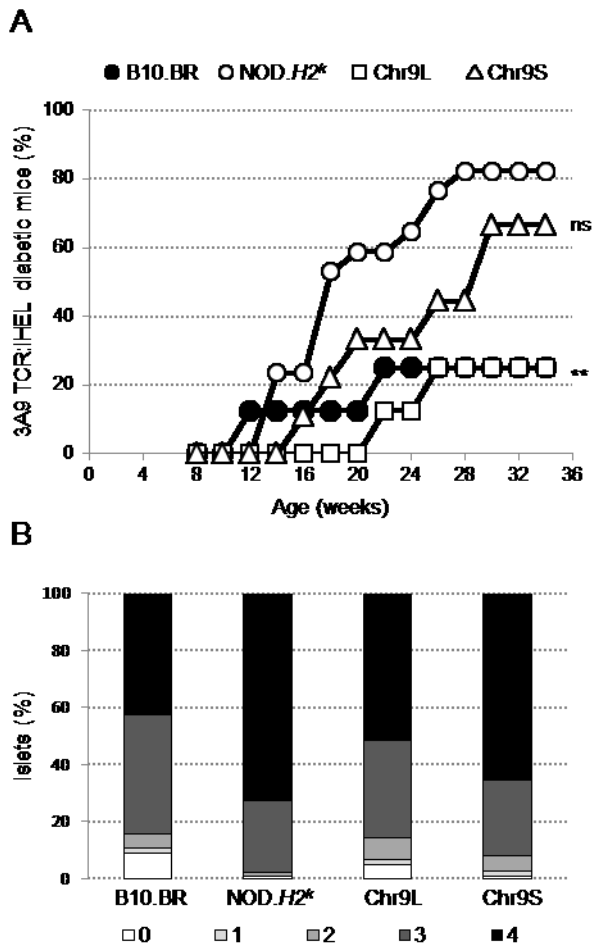 A
B10.BR NOD.H2ᵏ Chr9L Chr9S
3A9 TCR:IHEL diabetic mice (%)
100
80
60
40
20
0
ns
**
0 4 8 12 16 20 24 28 32 36
Age (weeks)
B
Islets (%)
100
80
60
40
20
0
B10.BR NOD.H2ᵏ Chr9L Chr9S
0 1 2 3 4